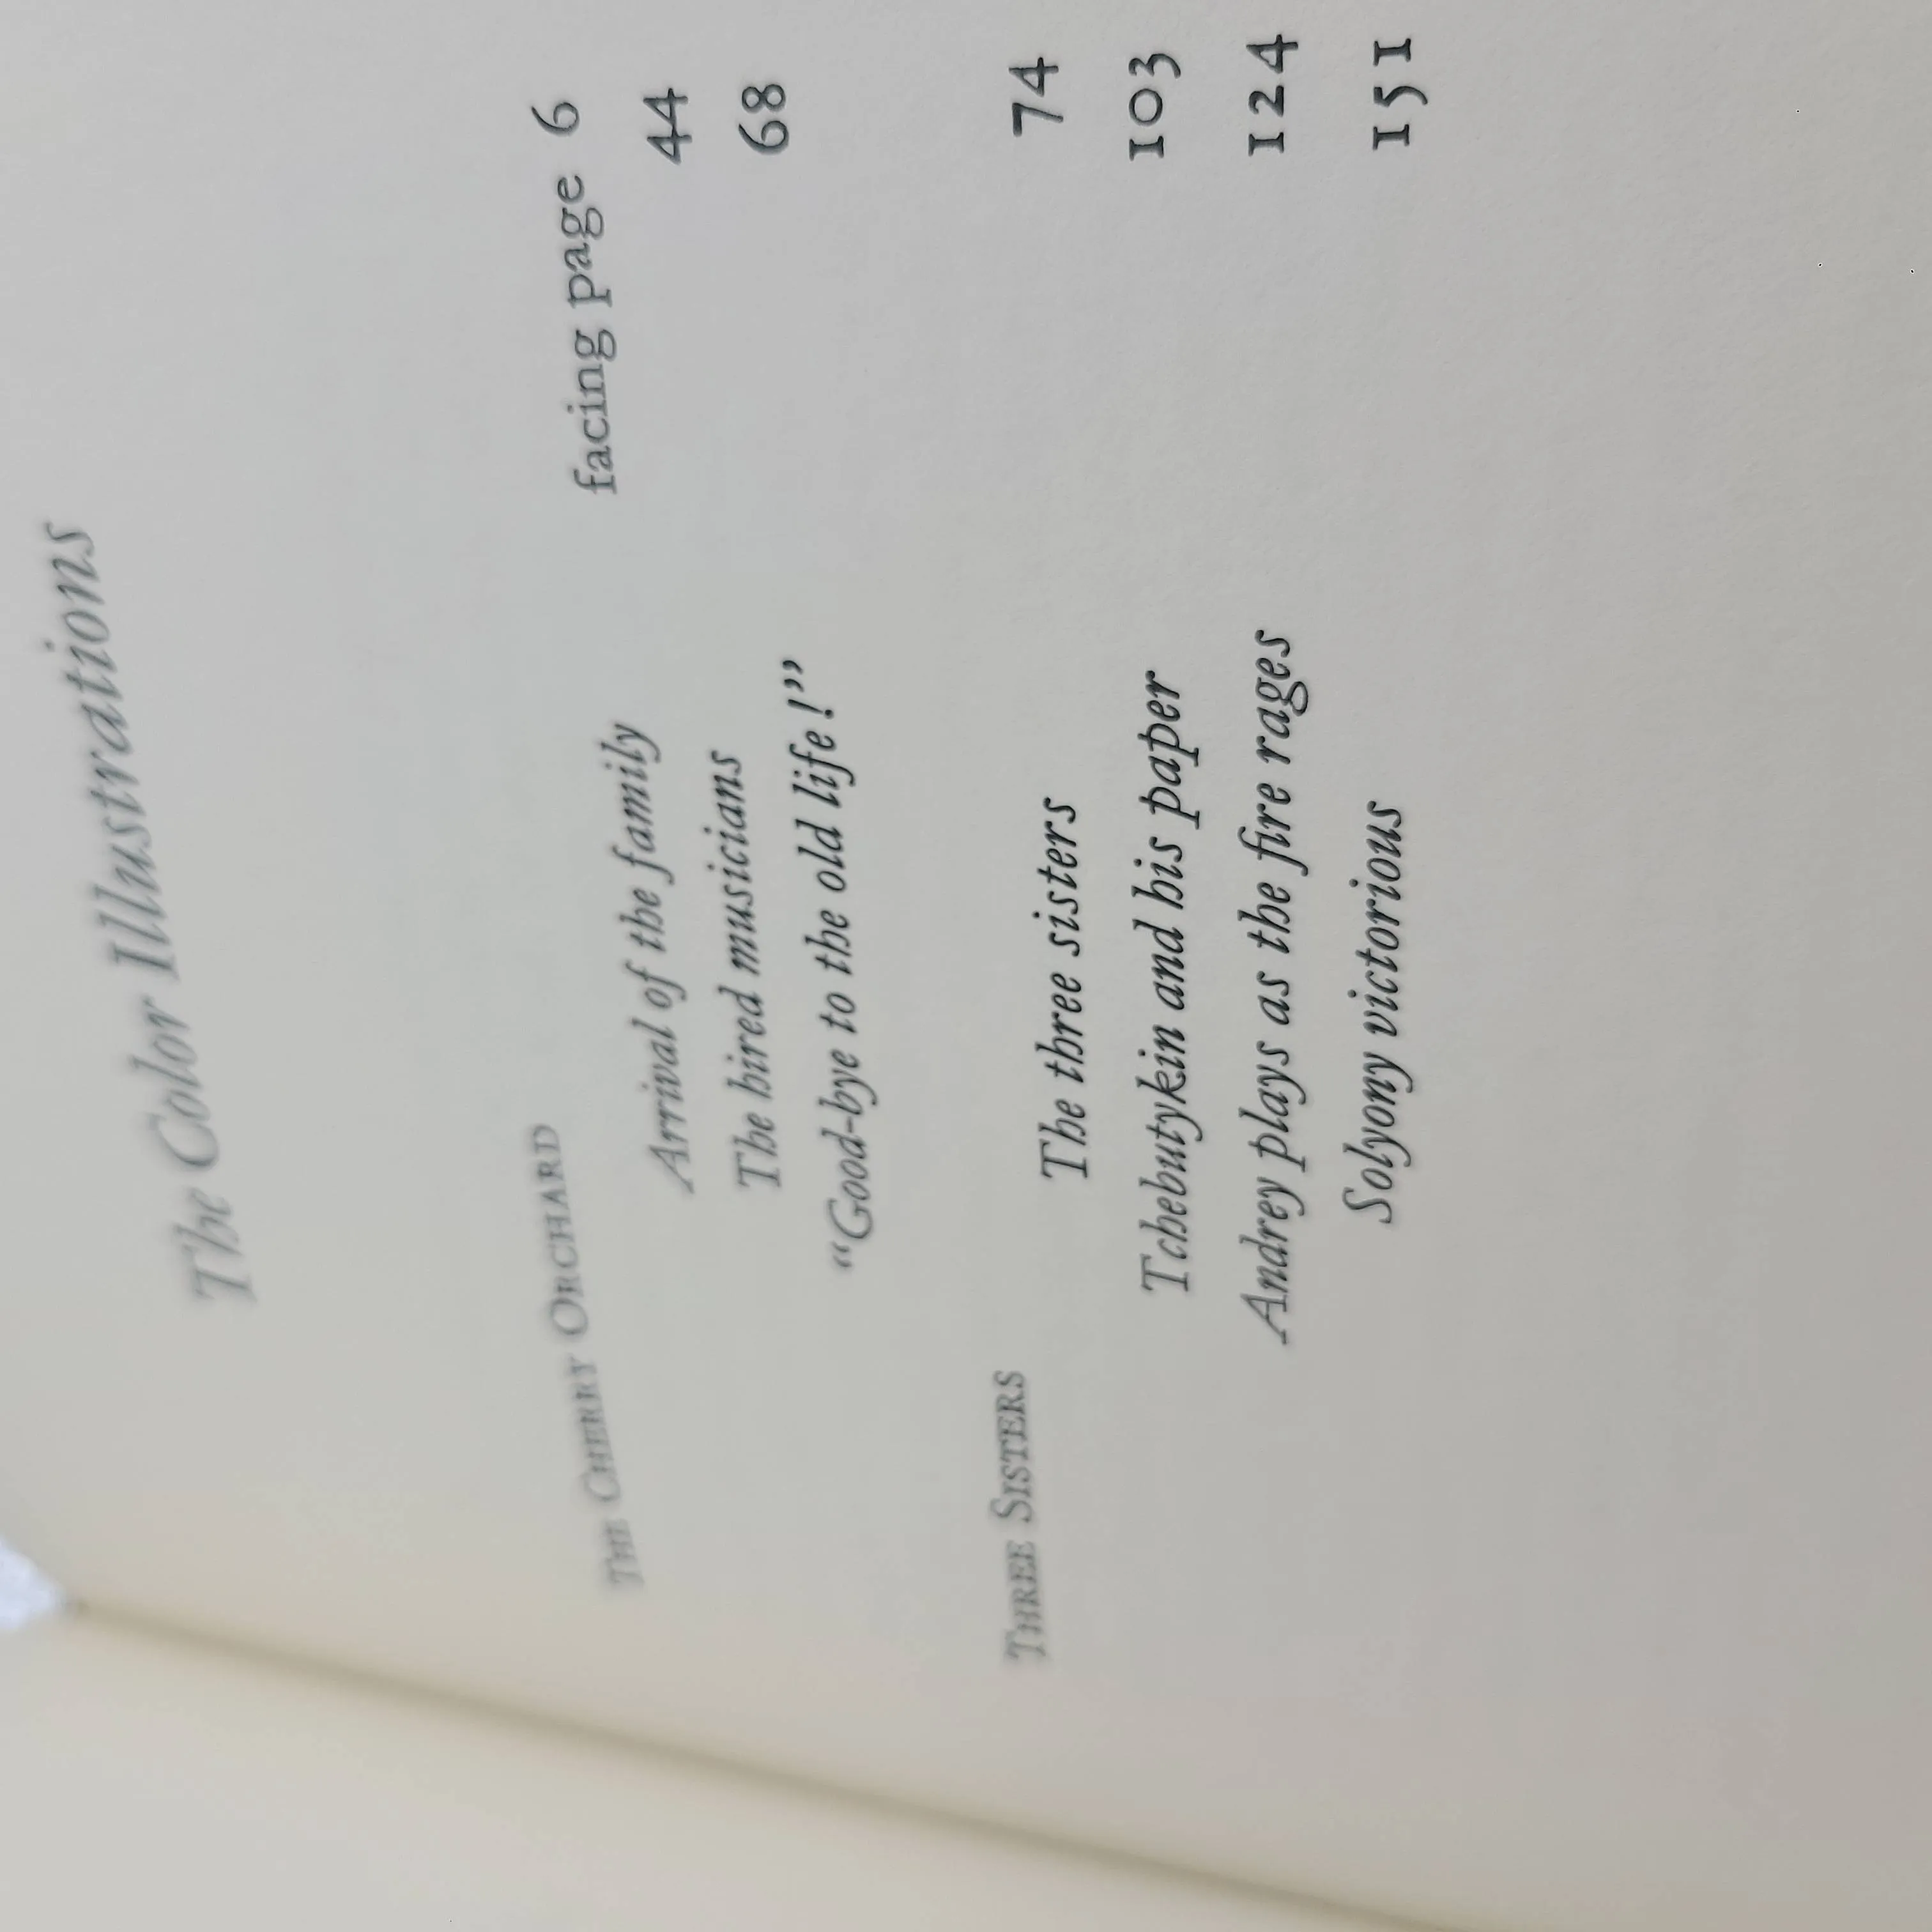 The Color Illustrations
THE CHERRY ORCHARD
Arrival of the family facing page 6
The hired musicians 44
“Good-bye to the old life!” 68
THREE SISTERS
The three sisters 74
Tchebutykin and his paper 103
Andrey plays as the fire rages 124
Solyony victorious 151